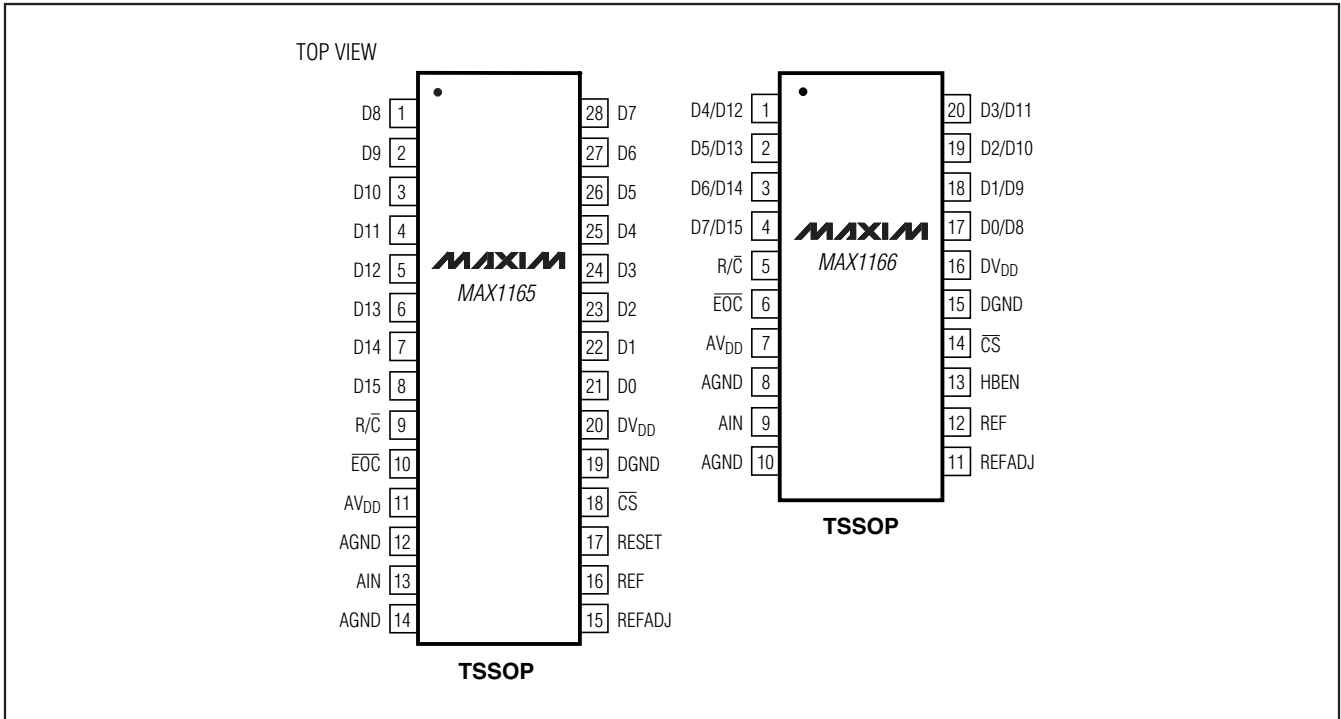 TOP VIEW
D8 1
D9 2
D10 3
D11 4
D12 5
D13 6
D14 7
D15 8
R/C̅ 9
E̅O̅C̅ 10
AVDD 11
AGND 12
AIN 13
AGND 14
MAXIM
MAX1165
28 D7
27 D6
26 D5
25 D4
24 D3
23 D2
22 D1
21 D0
20 DVDD
19 DGND
18 C̅S̅
17 RESET
16 REF
15 REFADJ
TSSOP
D4/D12 1
D5/D13 2
D6/D14 3
D7/D15 4
R/C̅ 5
E̅O̅C̅ 6
AVDD 7
AGND 8
AIN 9
AGND 10
MAXIM
MAX1166
20 D3/D11
19 D2/D10
18 D1/D9
17 D0/D8
16 DVDD
15 DGND
14 C̅S̅
13 HBEN
12 REF
11 REFADJ
TSSOP